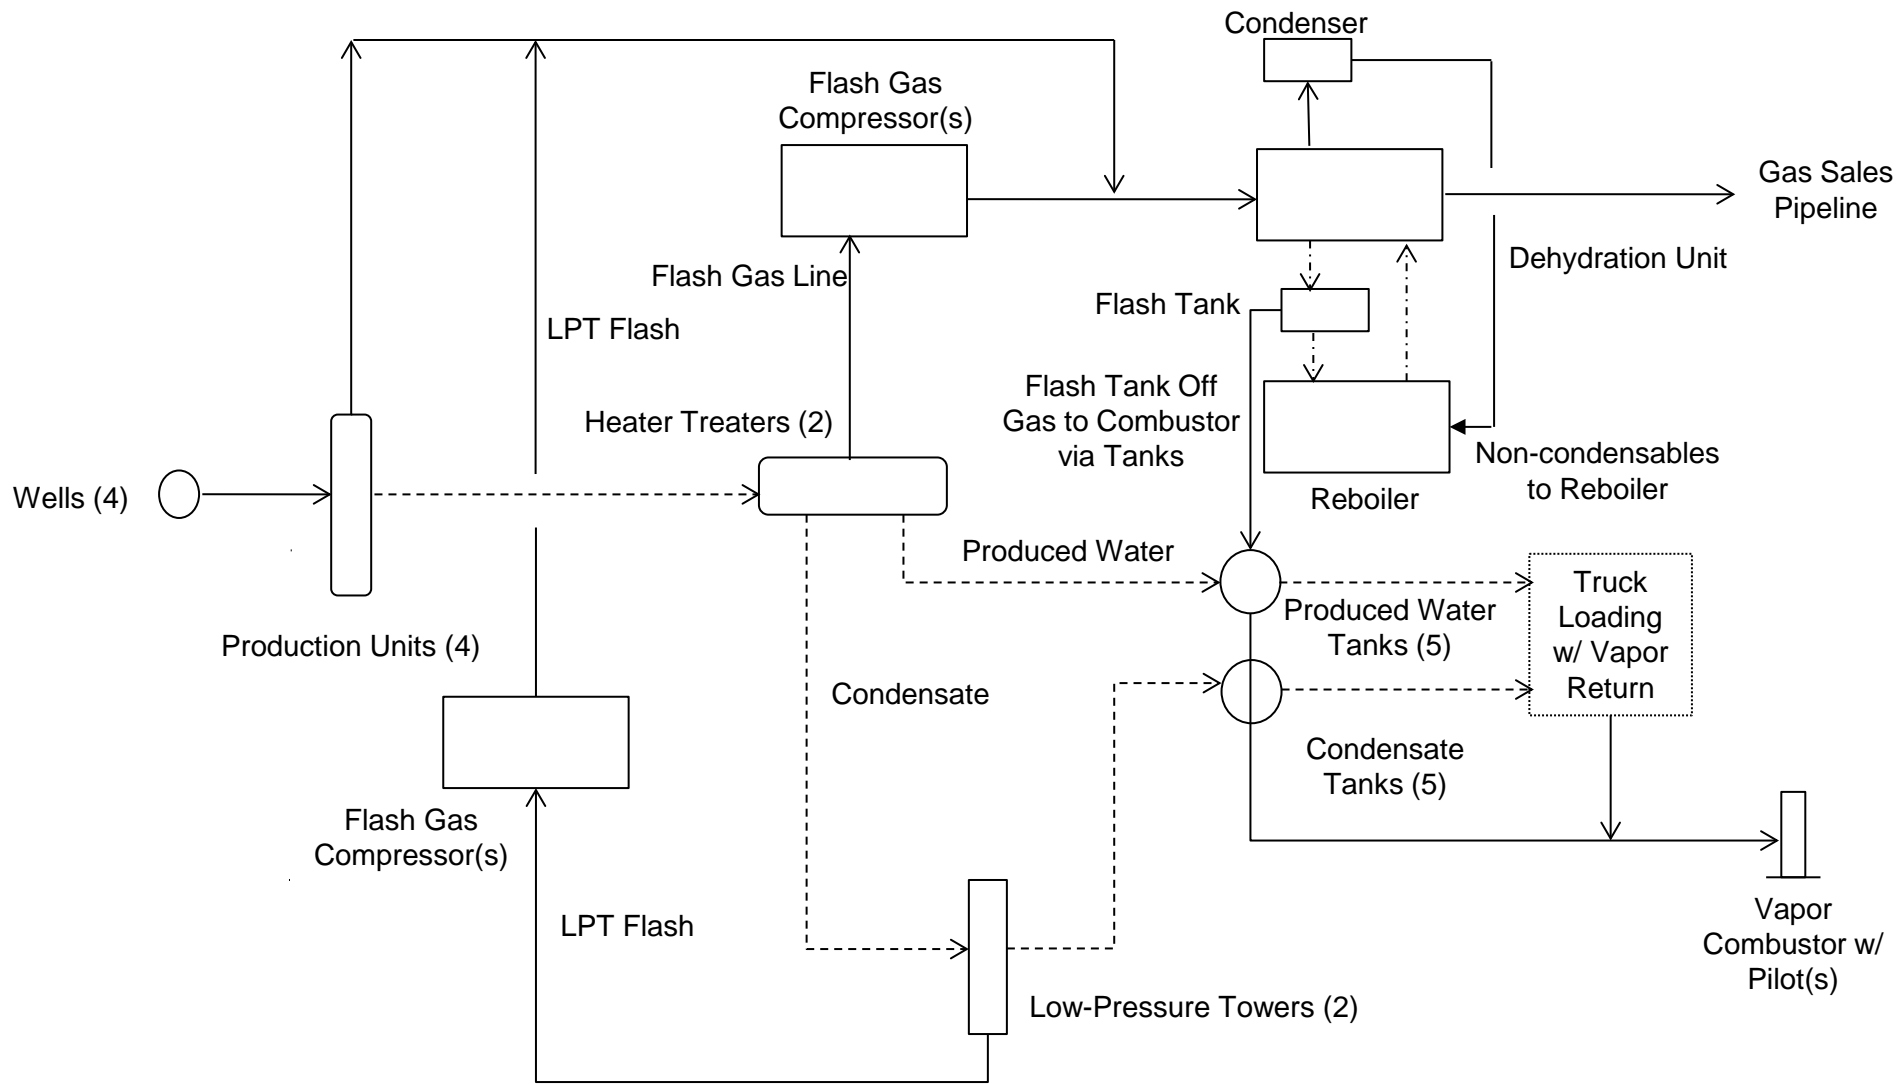 Condenser
Flash Gas
Compressor(s)
Gas Sales
Pipeline
Dehydration Unit
Flash Gas Line
Flash Tank
LPT Flash
Flash Tank Off
Gas to Combustor
via Tanks
Heater Treaters (2)
Non-condensables
to Reboiler
Reboiler
Wells (4)
Produced Water
Truck
Loading
w/ Vapor
Return
Produced Water
Tanks (5)
Production Units (4)
Condensate
Condensate
Tanks (5)
Flash Gas
Compressor(s)
LPT Flash
Vapor
Combustor w/
Pilot(s)
Low-Pressure Towers (2)